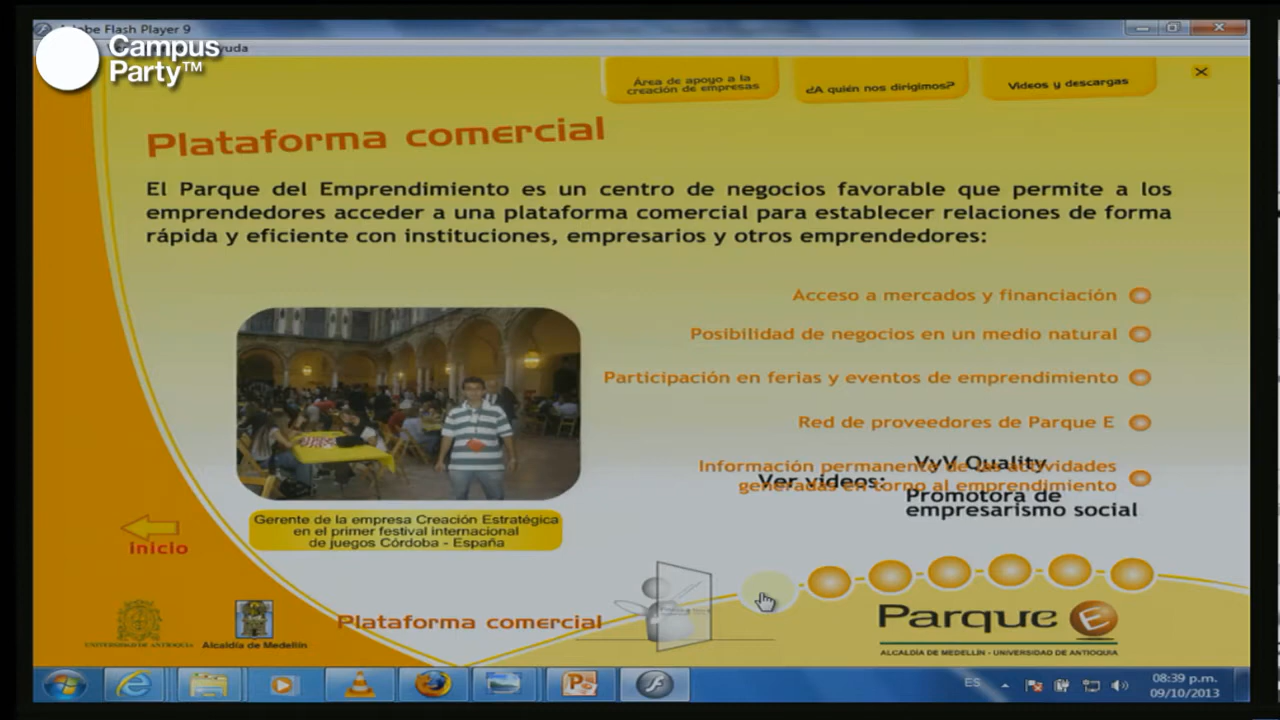 Adobe Flash Player 9
Campus
Party™
yuda
Área de apoyo a la
creación de empresas
¿A quién nos dirigimos?
Videos y descargas
Plataforma comercial
El Parque del Emprendimiento es un centro de negocios favorable que permite a los
emprendedores acceder a una plataforma comercial para establecer relaciones de forma
rápida y eficiente con instituciones, empresarios y otros emprendedores:
Acceso a mercados y financiación
Posibilidad de negocios en un medio natural
Participación en ferias y eventos de emprendimiento
Red de proveedores de Parque E
VyV Quality
Información permanente de las actividades
Ver videos:
generadas en torno al emprendimiento
Promotora de
empresarismo social
Gerente de la empresa Creación Estratégica
en el primer festival internacional
de juegos Córdoba - España
Inicio
Plataforma comercial
Parque E
UNIVERSIDAD DE ANTIOQUIA
Alcaldía de Medellín
ALCALDÍA DE MEDELLÍN - UNIVERSIDAD DE ANTIOQUIA
ES
08:39 p.m.
09/10/2013